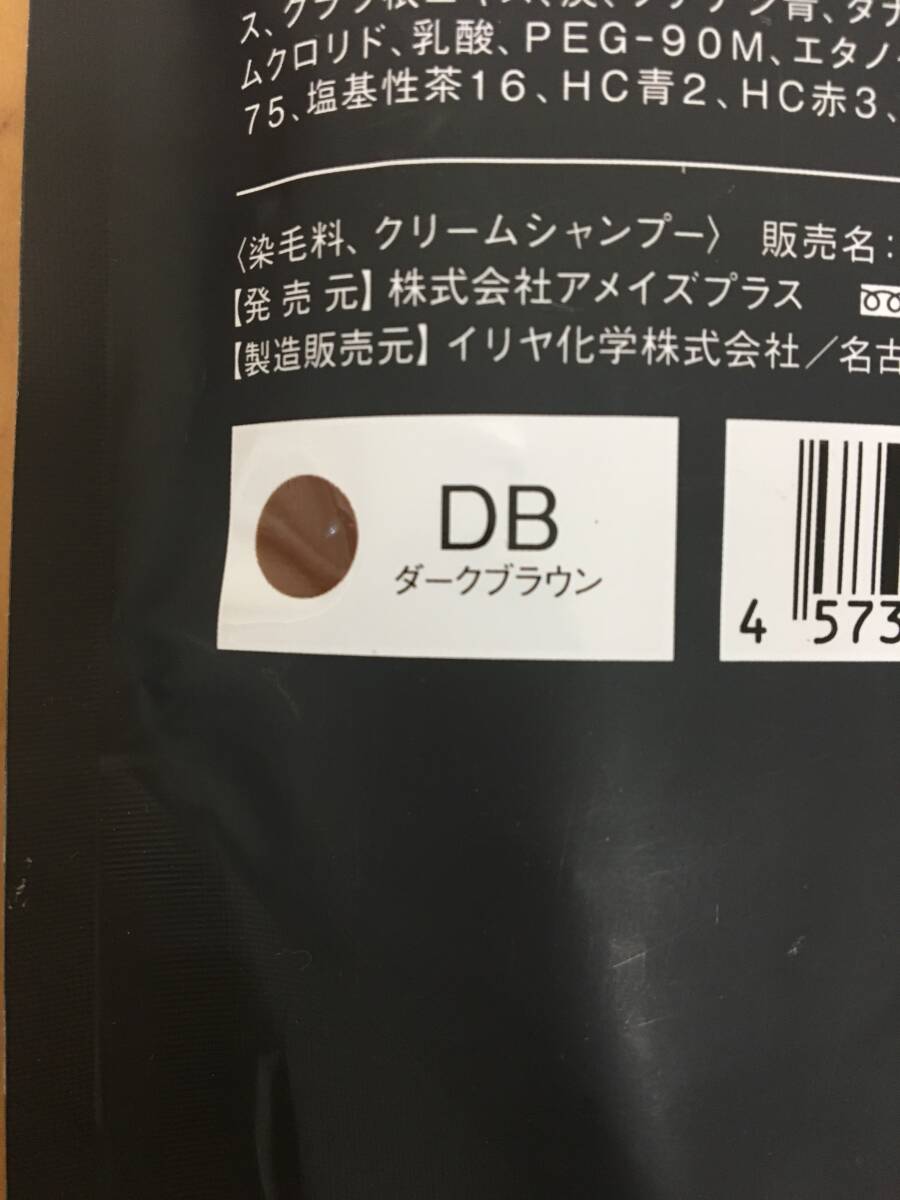 ムクロリド、乳酸、PEG-90M、エタノ
75、塩基性茶16、HC青2、HC赤3、
〈染毛料、クリームシャンプー〉 販売名：
【発売元】株式会社アメイズプラス
【製造販売元】イリヤ化学株式会社／名古
DB
ダークブラウン
4 573